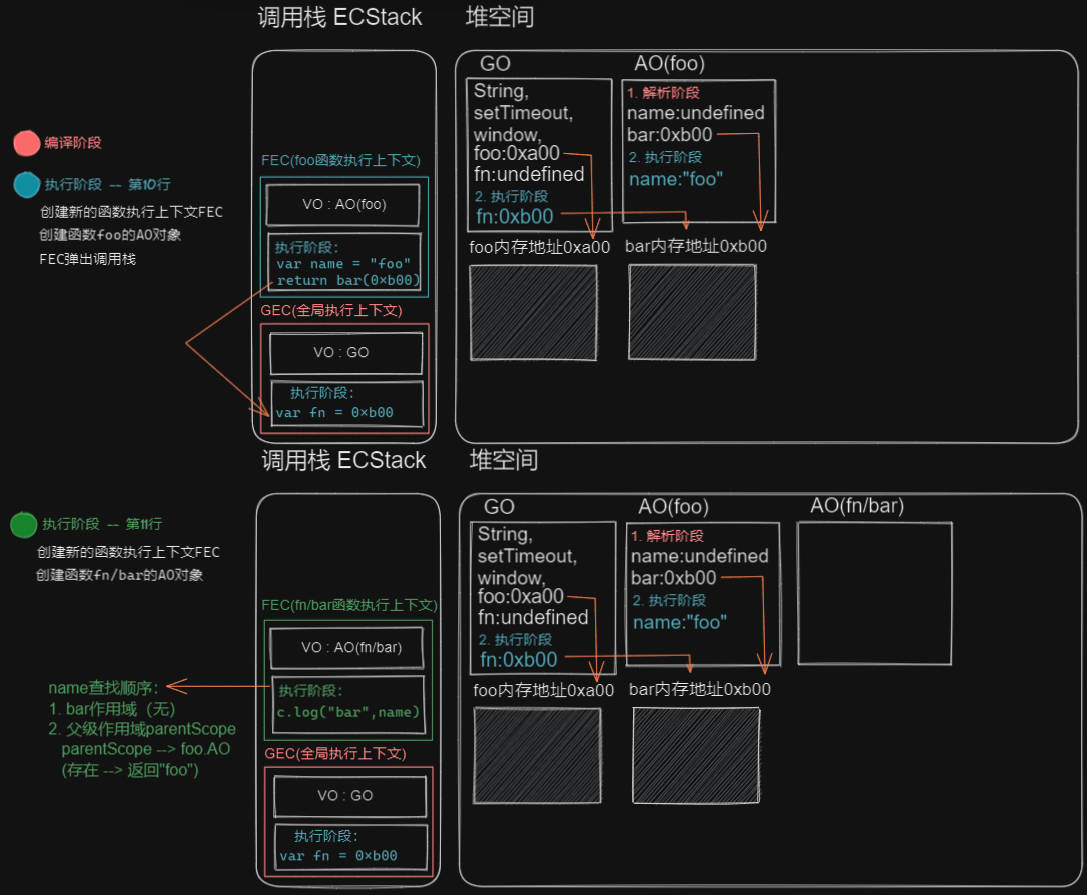 调用栈 ECStack
堆空间
编译阶段
执行阶段 -- 第10行
创建新的函数执行上下文FEC
创建函数foo的AO对象
FEC弹出调用栈
FEC(foo函数执行上下文)
VO : AO(foo)
执行阶段:
var name = "foo"
return bar(0×b00)
GEC(全局执行上下文)
VO : GO
执行阶段:
var fn = 0×b00
GO
String,
setTimeout,
window,
foo:0xa00
fn:undefined
2. 执行阶段
fn:0xb00
foo内存地址0xa00
AO(foo)
1. 解析阶段
name:undefined
bar:0xb00
2. 执行阶段
name:"foo"
bar内存地址0xb00
调用栈 ECStack
堆空间
执行阶段 -- 第11行
创建新的函数执行上下文FEC
创建函数fn/bar的AO对象
name查找顺序:
1. bar作用域（无）
2. 父级作用域parentScope
parentScope --> foo.AO
(存在 --> 返回"foo")
FEC(fn/bar函数执行上下文)
VO : AO(fn/bar)
执行阶段:
c.log("bar",name)
GEC(全局执行上下文)
VO : GO
执行阶段:
var fn = 0×b00
GO
String,
setTimeout,
window,
foo:0xa00
fn:undefined
2. 执行阶段
fn:0xb00
foo内存地址0xa00
AO(foo)
1. 解析阶段
name:undefined
bar:0xb00
2. 执行阶段
name:"foo"
bar内存地址0xb00
AO(fn/bar)